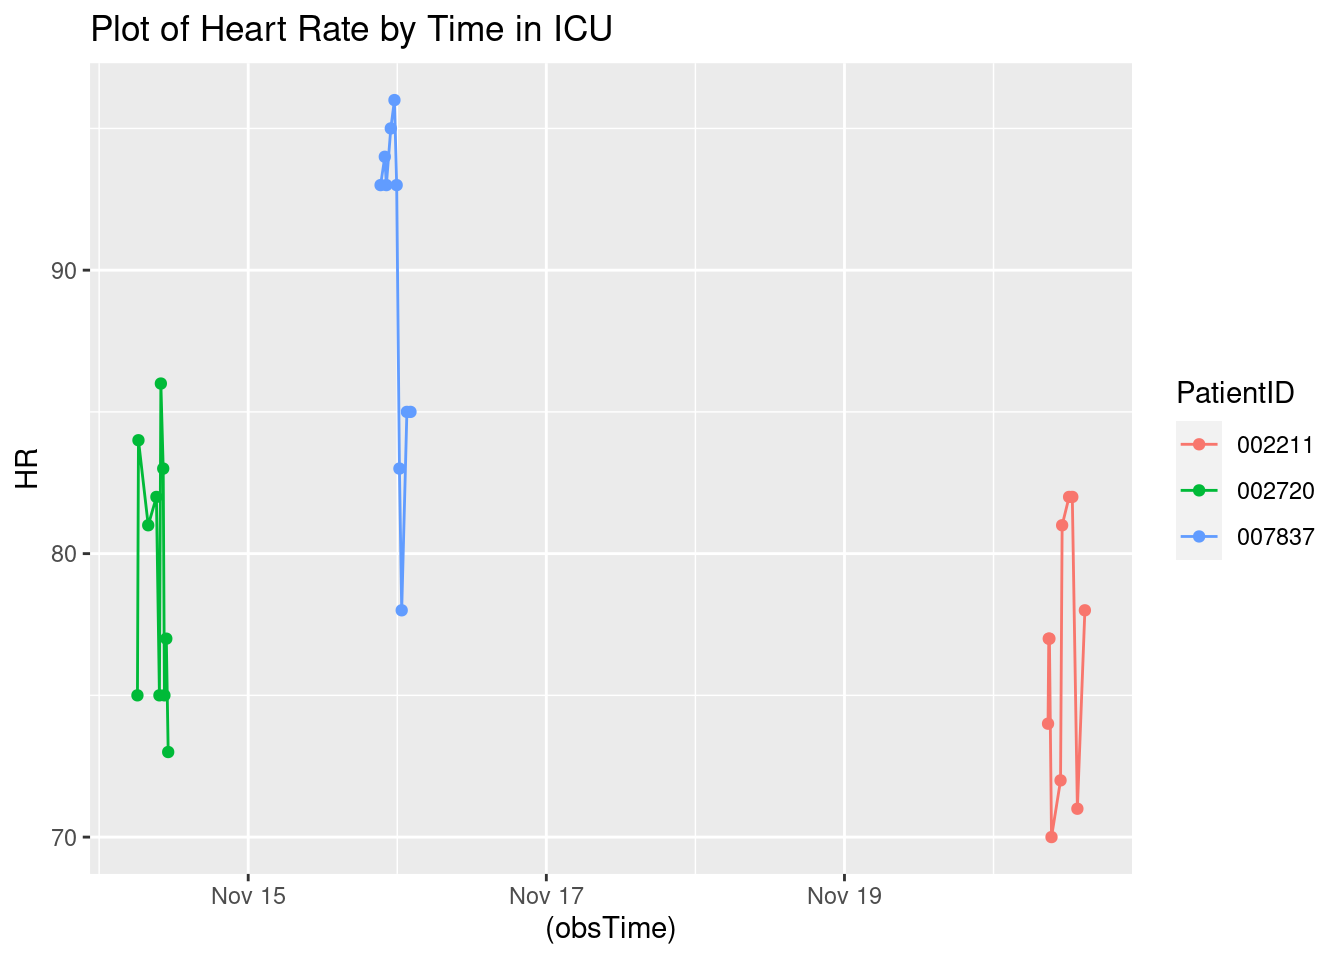 Plot of Heart Rate by Time in ICU
HR
90
80
70
Nov 15 Nov 17 Nov 19
(obsTime)
PatientID
002211
002720
007837